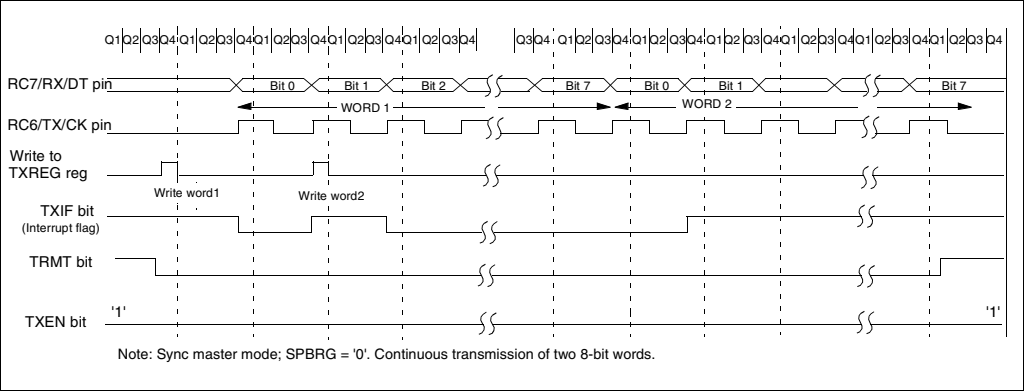 Q1 Q2 Q3 Q4 Q1 Q2 Q3 Q4 Q1 Q2 Q3 Q4 Q1 Q2 Q3 Q4 Q1 Q2 Q3 Q4 Q3 Q4 Q1 Q2 Q3 Q4 Q1 Q2 Q3 Q4 Q1 Q2 Q3 Q4 Q1 Q2 Q3 Q4 Q1 Q2 Q3 Q4 Q1 Q2 Q3 Q4
RC7/RX/DT pin Bit 0 Bit 1 Bit 2 Bit 7 Bit 0 Bit 1 Bit 7
WORD 1 WORD 2
RC6/TX/CK pin
Write to
TXREG reg
Write word1 Write word2
TXIF bit
(Interrupt flag)
TRMT bit
'1' '1'
TXEN bit
Note: Sync master mode; SPBRG = '0'. Continuous transmission of two 8-bit words.